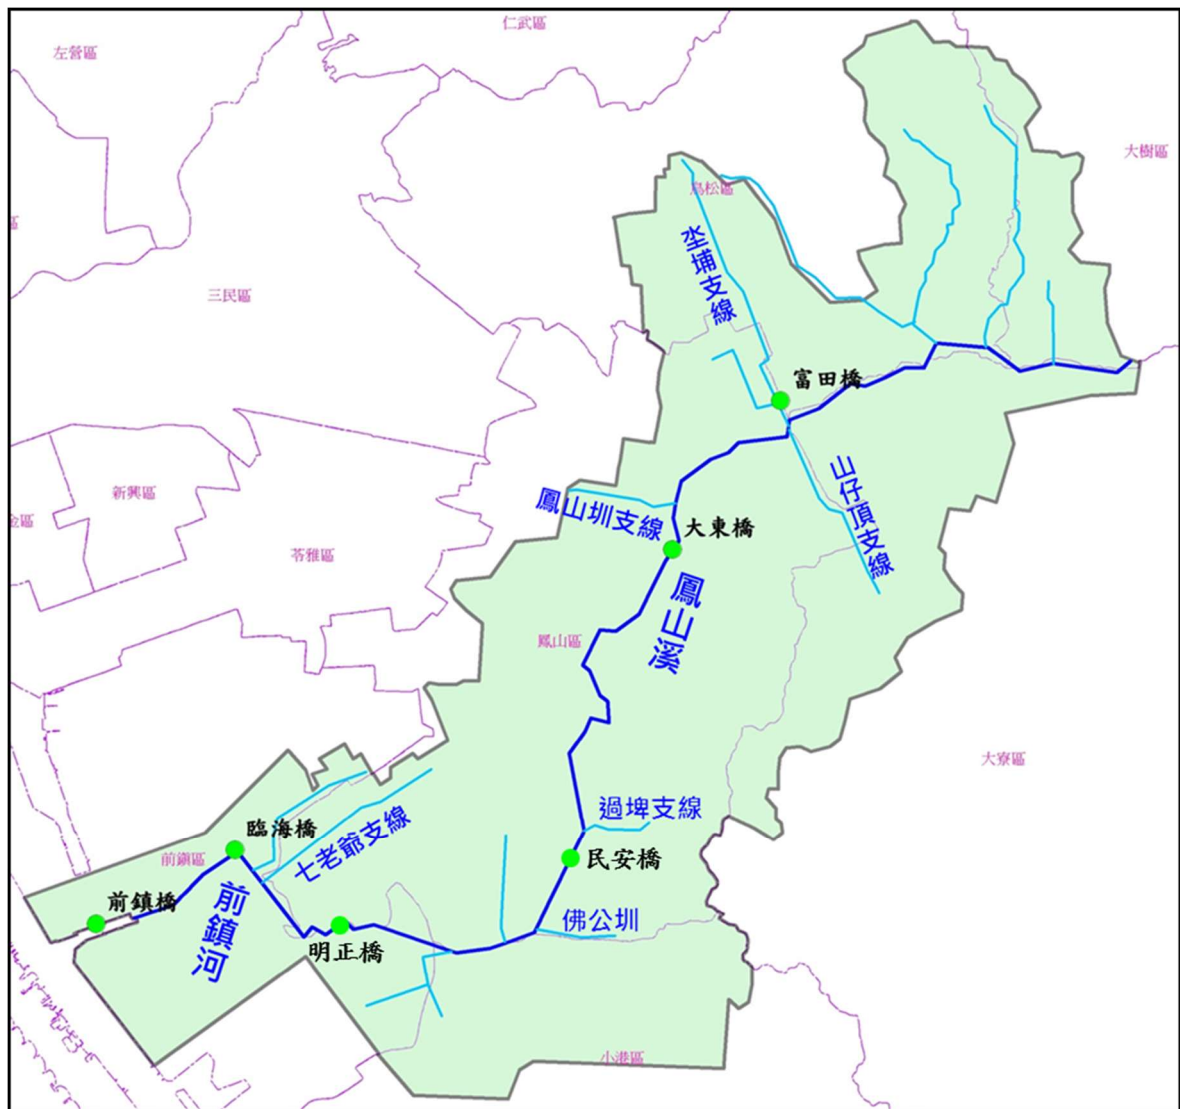 仁武區
左營區
大樹區
鳥松區
區
坔埔支線
三民區
富田橋
山仔頂支線
新興區
鳳山圳支線
金區
大東橋
苓雅區
鳳山溪
鳳山區
大寮區
過埤支線
臨海橋
七老爺支線
前鎮區
民安橋
前鎮橋
前鎮河
佛公圳
明正橋
小港區